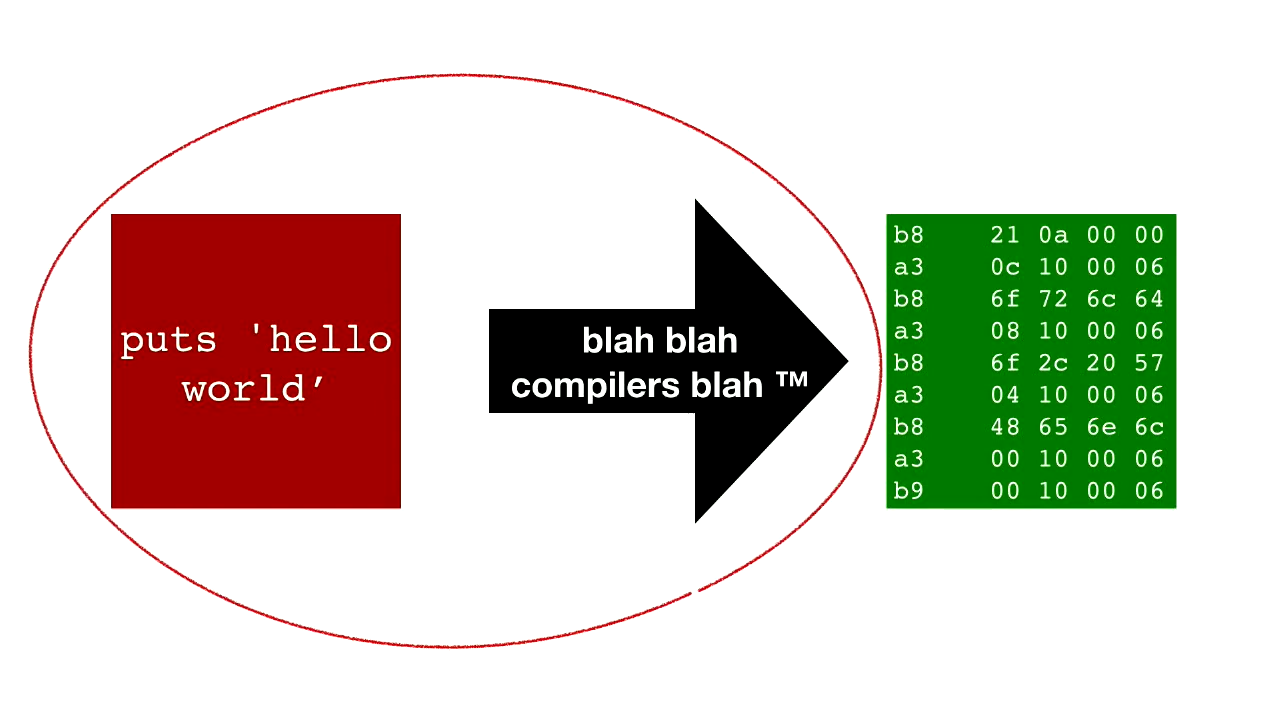 puts 'hello
world’
blah blah
compilers blah ™
b8 21 0a 00 00
a3 0c 10 00 06
b8 6f 72 6c 64
a3 08 10 00 06
b8 6f 2c 20 57
a3 04 10 00 06
b8 48 65 6e 6c
a3 00 10 00 06
b9 00 10 00 06